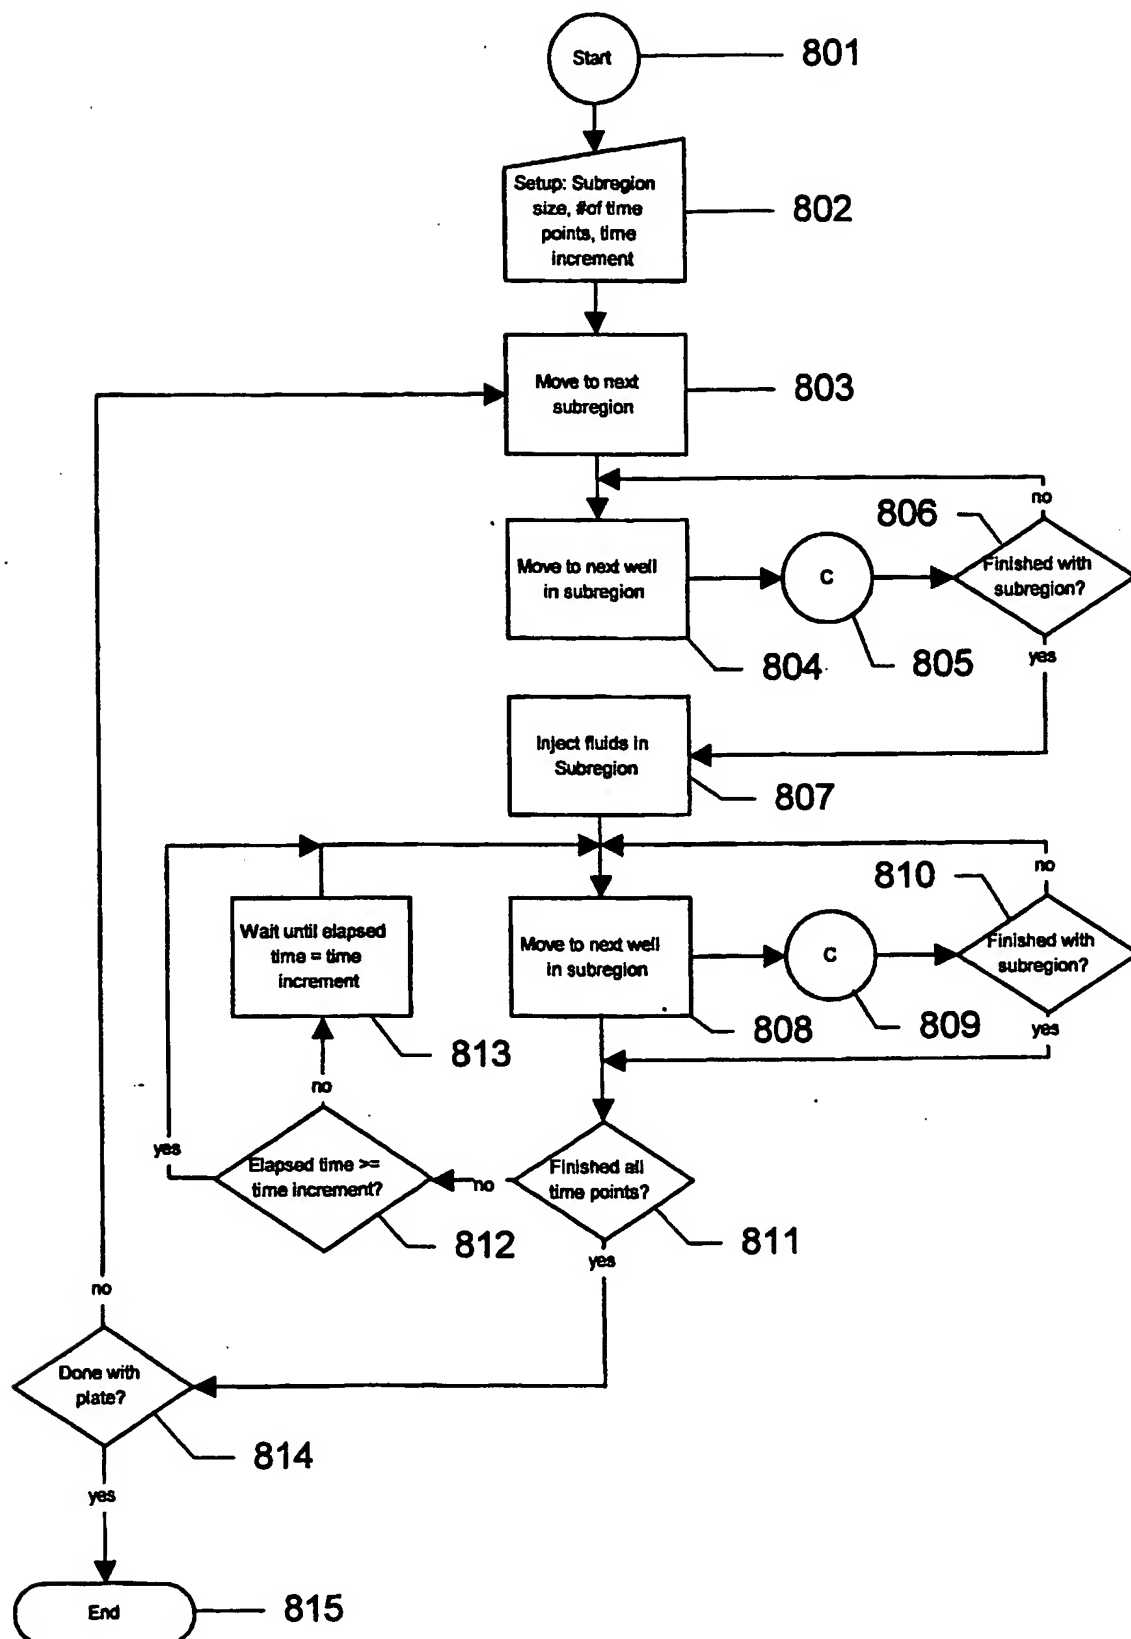 Start
801
Setup: Subregion
size, #of time
points, time
increment
802
Move to next
subregion
803
no
806
Move to next well
in subregion
C
Finished with
subregion?
804
805
yes
Inject fluids in
Subregion
807
no
810
Wait until elapsed
time = time
increment
Move to next well
in subregion
C
Finished with
subregion?
813
808
809
yes
no
yes
Elapsed time >=
time increment?
no
Finished all
time points?
812
811
yes
no
Done with
plate?
814
yes
End
815